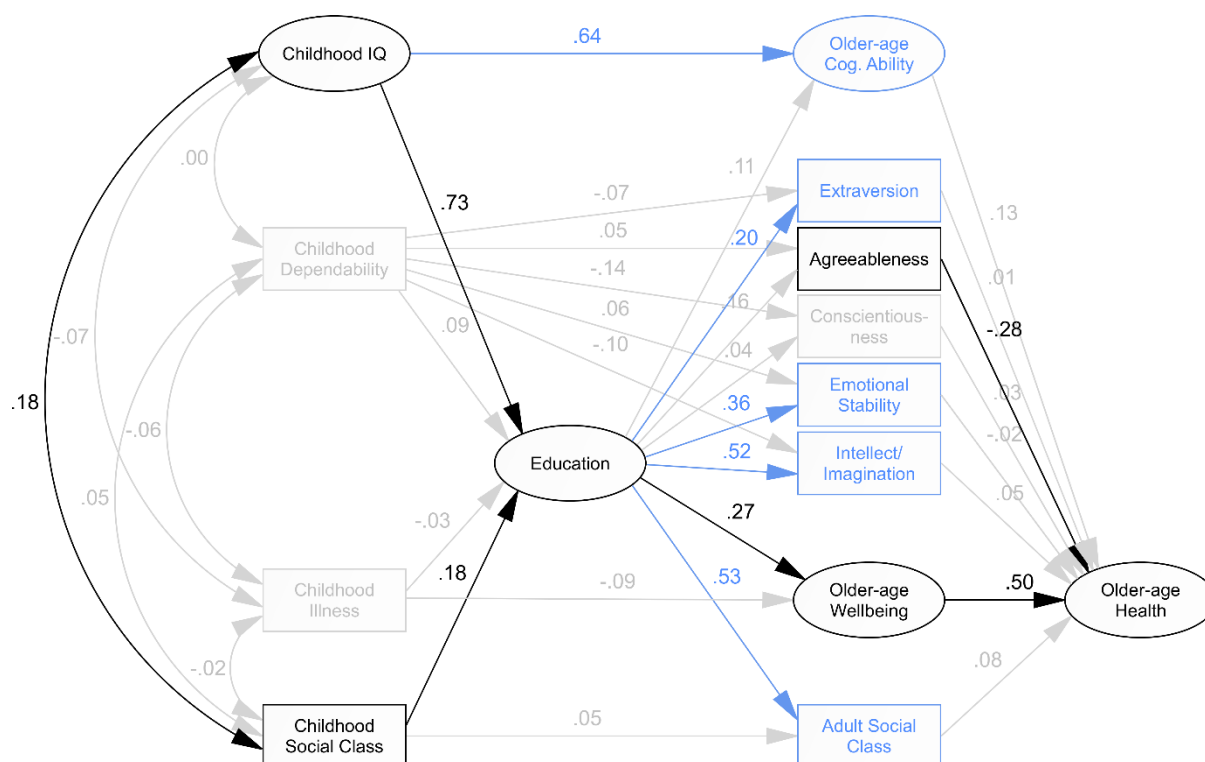 Childhood IQ
.64
Older-age
Cog. Ability
.00
.11
-.07
Extraversion
.13
.73
.05
.20
Childhood
Dependability
Agreeableness
-.14
.01
.16
.06
Conscientious-
ness
-.07
.09
-.10
.04
-.28
.18
Emotional
Stability
.03
.36
-.06
-.02
Education
.52
Intellect/
Imagination
.05
.05
-.03
.27
.18
.53
Childhood
Illness
-.09
Older-age
Wellbeing
.50
Older-age
Health
-.02
.08
.05
Childhood
Social Class
Adult Social
Class